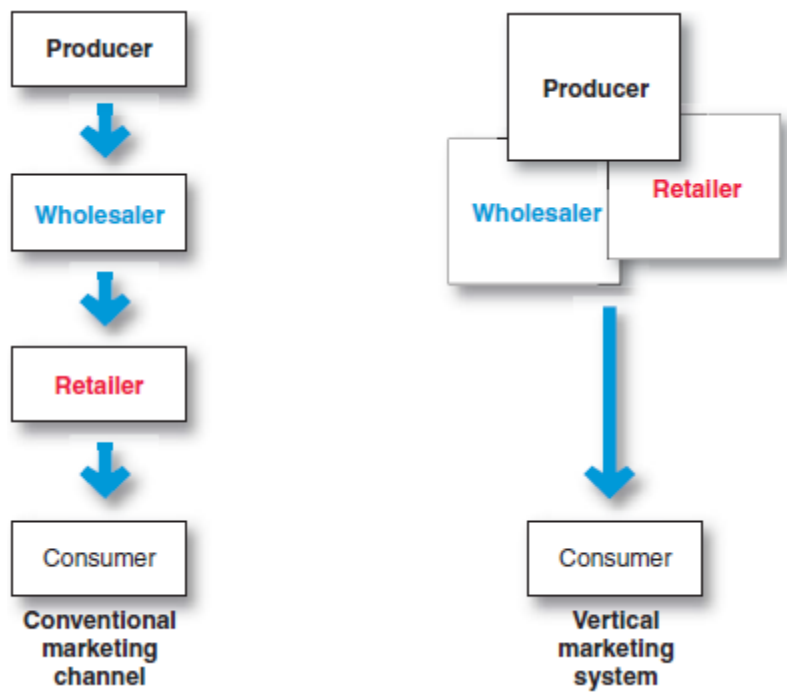 Producer
Wholesaler
Retailer
Consumer
Conventional
marketing
channel
Producer
Wholesaler
Retailer
Consumer
Vertical
marketing
system